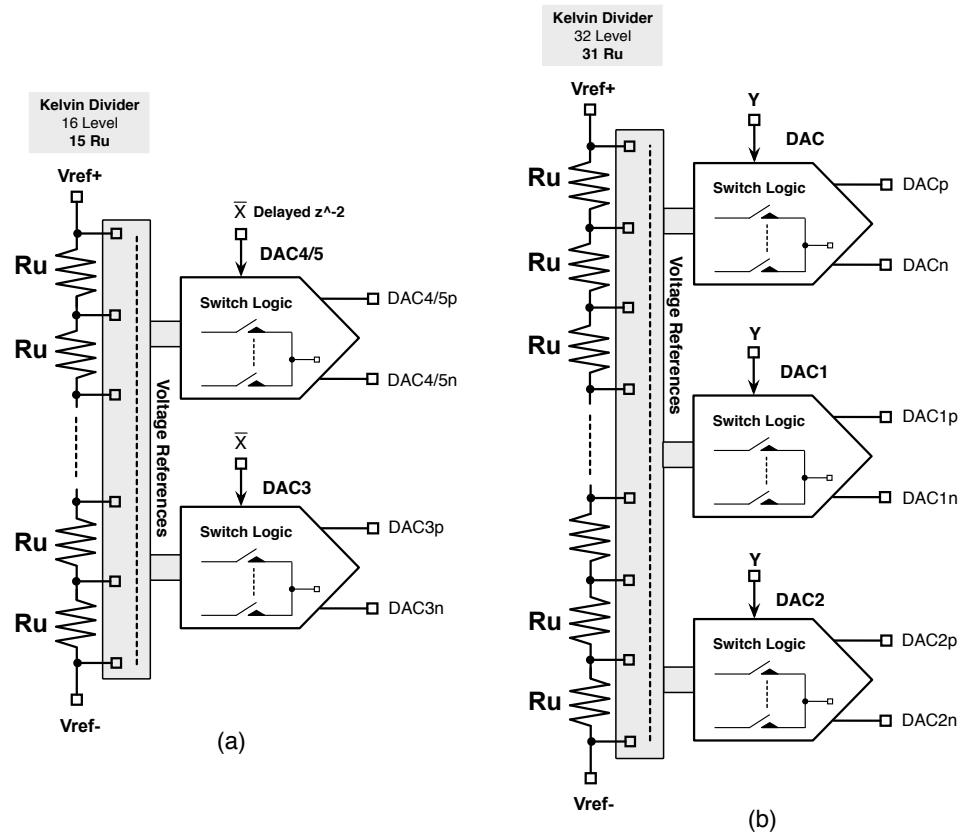 Kelvin Divider
16 Level
15 Ru
Vref+
Ru
Ru
Ru
Ru
Vref-
Voltage References
X̅ Delayed z^-2
DAC4/5
Switch Logic
DAC4/5p
DAC4/5n
X̅
DAC3
Switch Logic
DAC3p
DAC3n
(a)
Kelvin Divider
32 Level
31 Ru
Vref+
Ru
Ru
Ru
Ru
Ru
Vref-
Voltage References
Y
DAC
Switch Logic
DACp
DACn
Y
DAC1
Switch Logic
DAC1p
DAC1n
Y
DAC2
Switch Logic
DAC2p
DAC2n
(b)